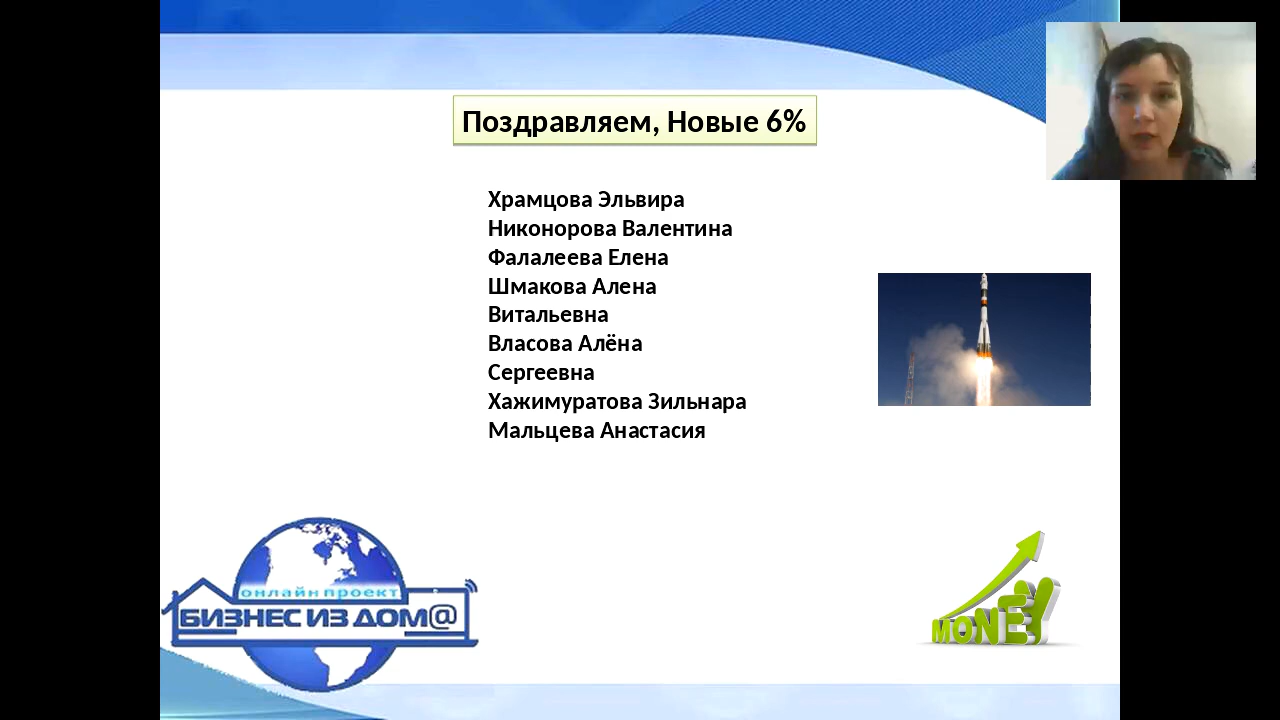 Поздравляем, Новые 6%
Храмцова Эльвира
Никонорова Валентина
Фалалеева Елена
Шмакова Алена
Витальевна
Власова Алёна
Сергеевна
Хажимуратова Зильнара
Мальцева Анастасия
онлайн проект
БИЗНЕС ИЗ ДОМ@
MONEY